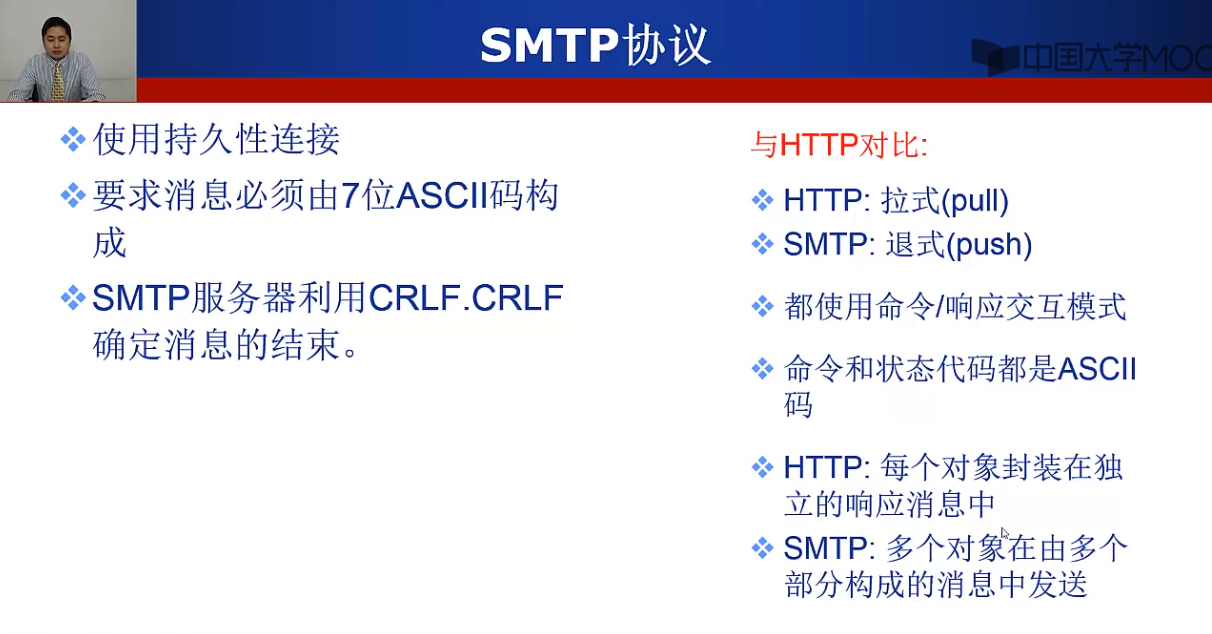 SMTP协议
中国大学MOO
使用持久性连接
要求消息必须由7位ASCII码构
成
SMTP服务器利用CRLF.CRLF
确定消息的结束。
与HTTP对比:
HTTP: 拉式(pull)
SMTP: 退式(push)
都使用命令/响应交互模式
命令和状态代码都是ASCII
码
HTTP: 每个对象封装在独
立的响应消息中
SMTP: 多个对象在由多个
部分构成的消息中发送